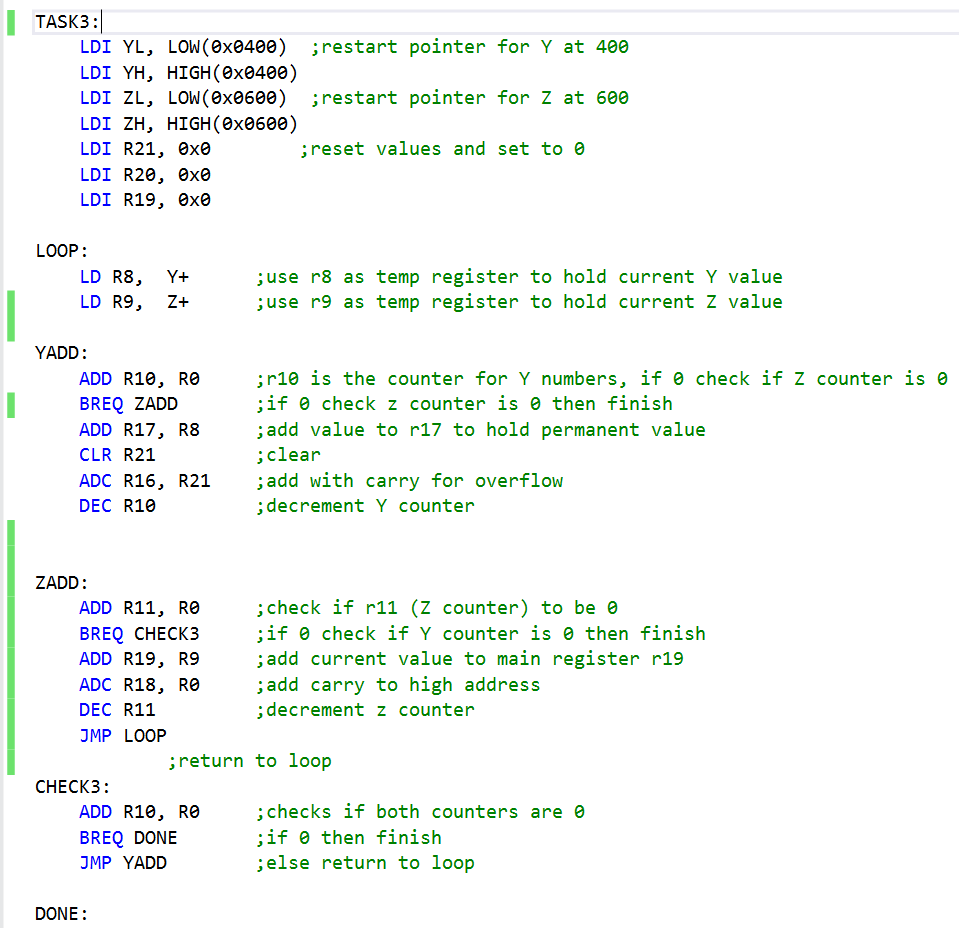 TASK3:
LDI YL, LOW(0x0400) ;restart pointer for Y at 400
LDI YH, HIGH(0x0400)
LDI ZL, LOW(0x0600) ;restart pointer for Z at 600
LDI ZH, HIGH(0x0600)
LDI R21, 0x0 ;reset values and set to 0
LDI R20, 0x0
LDI R19, 0x0
LOOP:
LD R8, Y+ ;use r8 as temp register to hold current Y value
LD R9, Z+ ;use r9 as temp register to hold current Z value
YADD:
ADD R10, R0 ;r10 is the counter for Y numbers, if 0 check if Z counter is 0
BREQ ZADD ;if 0 check z counter is 0 then finish
ADD R17, R8 ;add value to r17 to hold permanent value
CLR R21 ;clear
ADC R16, R21 ;add with carry for overflow
DEC R10 ;decrement Y counter
ZADD:
ADD R11, R0 ;check if r11 (Z counter) to be 0
BREQ CHECK3 ;if 0 check if Y counter is 0 then finish
ADD R19, R9 ;add current value to main register r19
ADC R18, R0 ;add carry to high address
DEC R11 ;decrement z counter
JMP LOOP
;return to loop
CHECK3:
ADD R10, R0 ;checks if both counters are 0
BREQ DONE ;if 0 then finish
JMP YADD ;else return to loop
DONE: